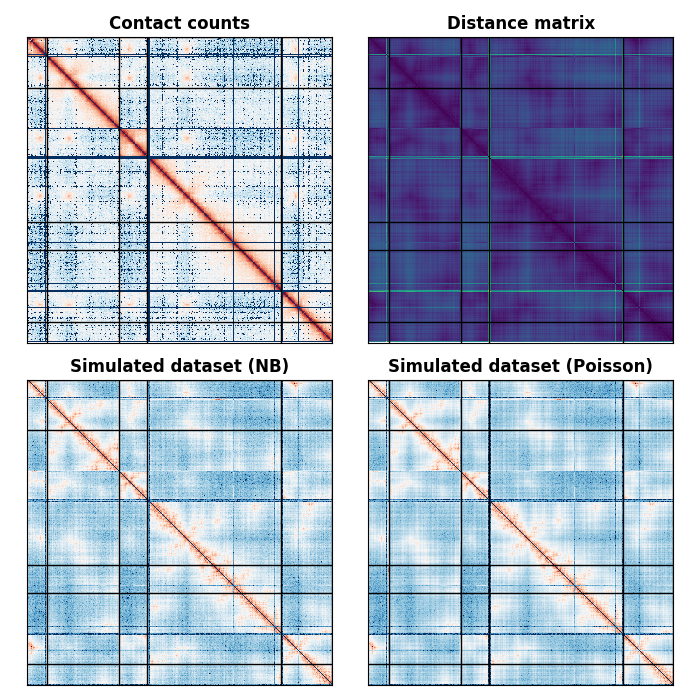 Contact counts
Distance matrix
Simulated dataset (NB)
Simulated dataset (Poisson)